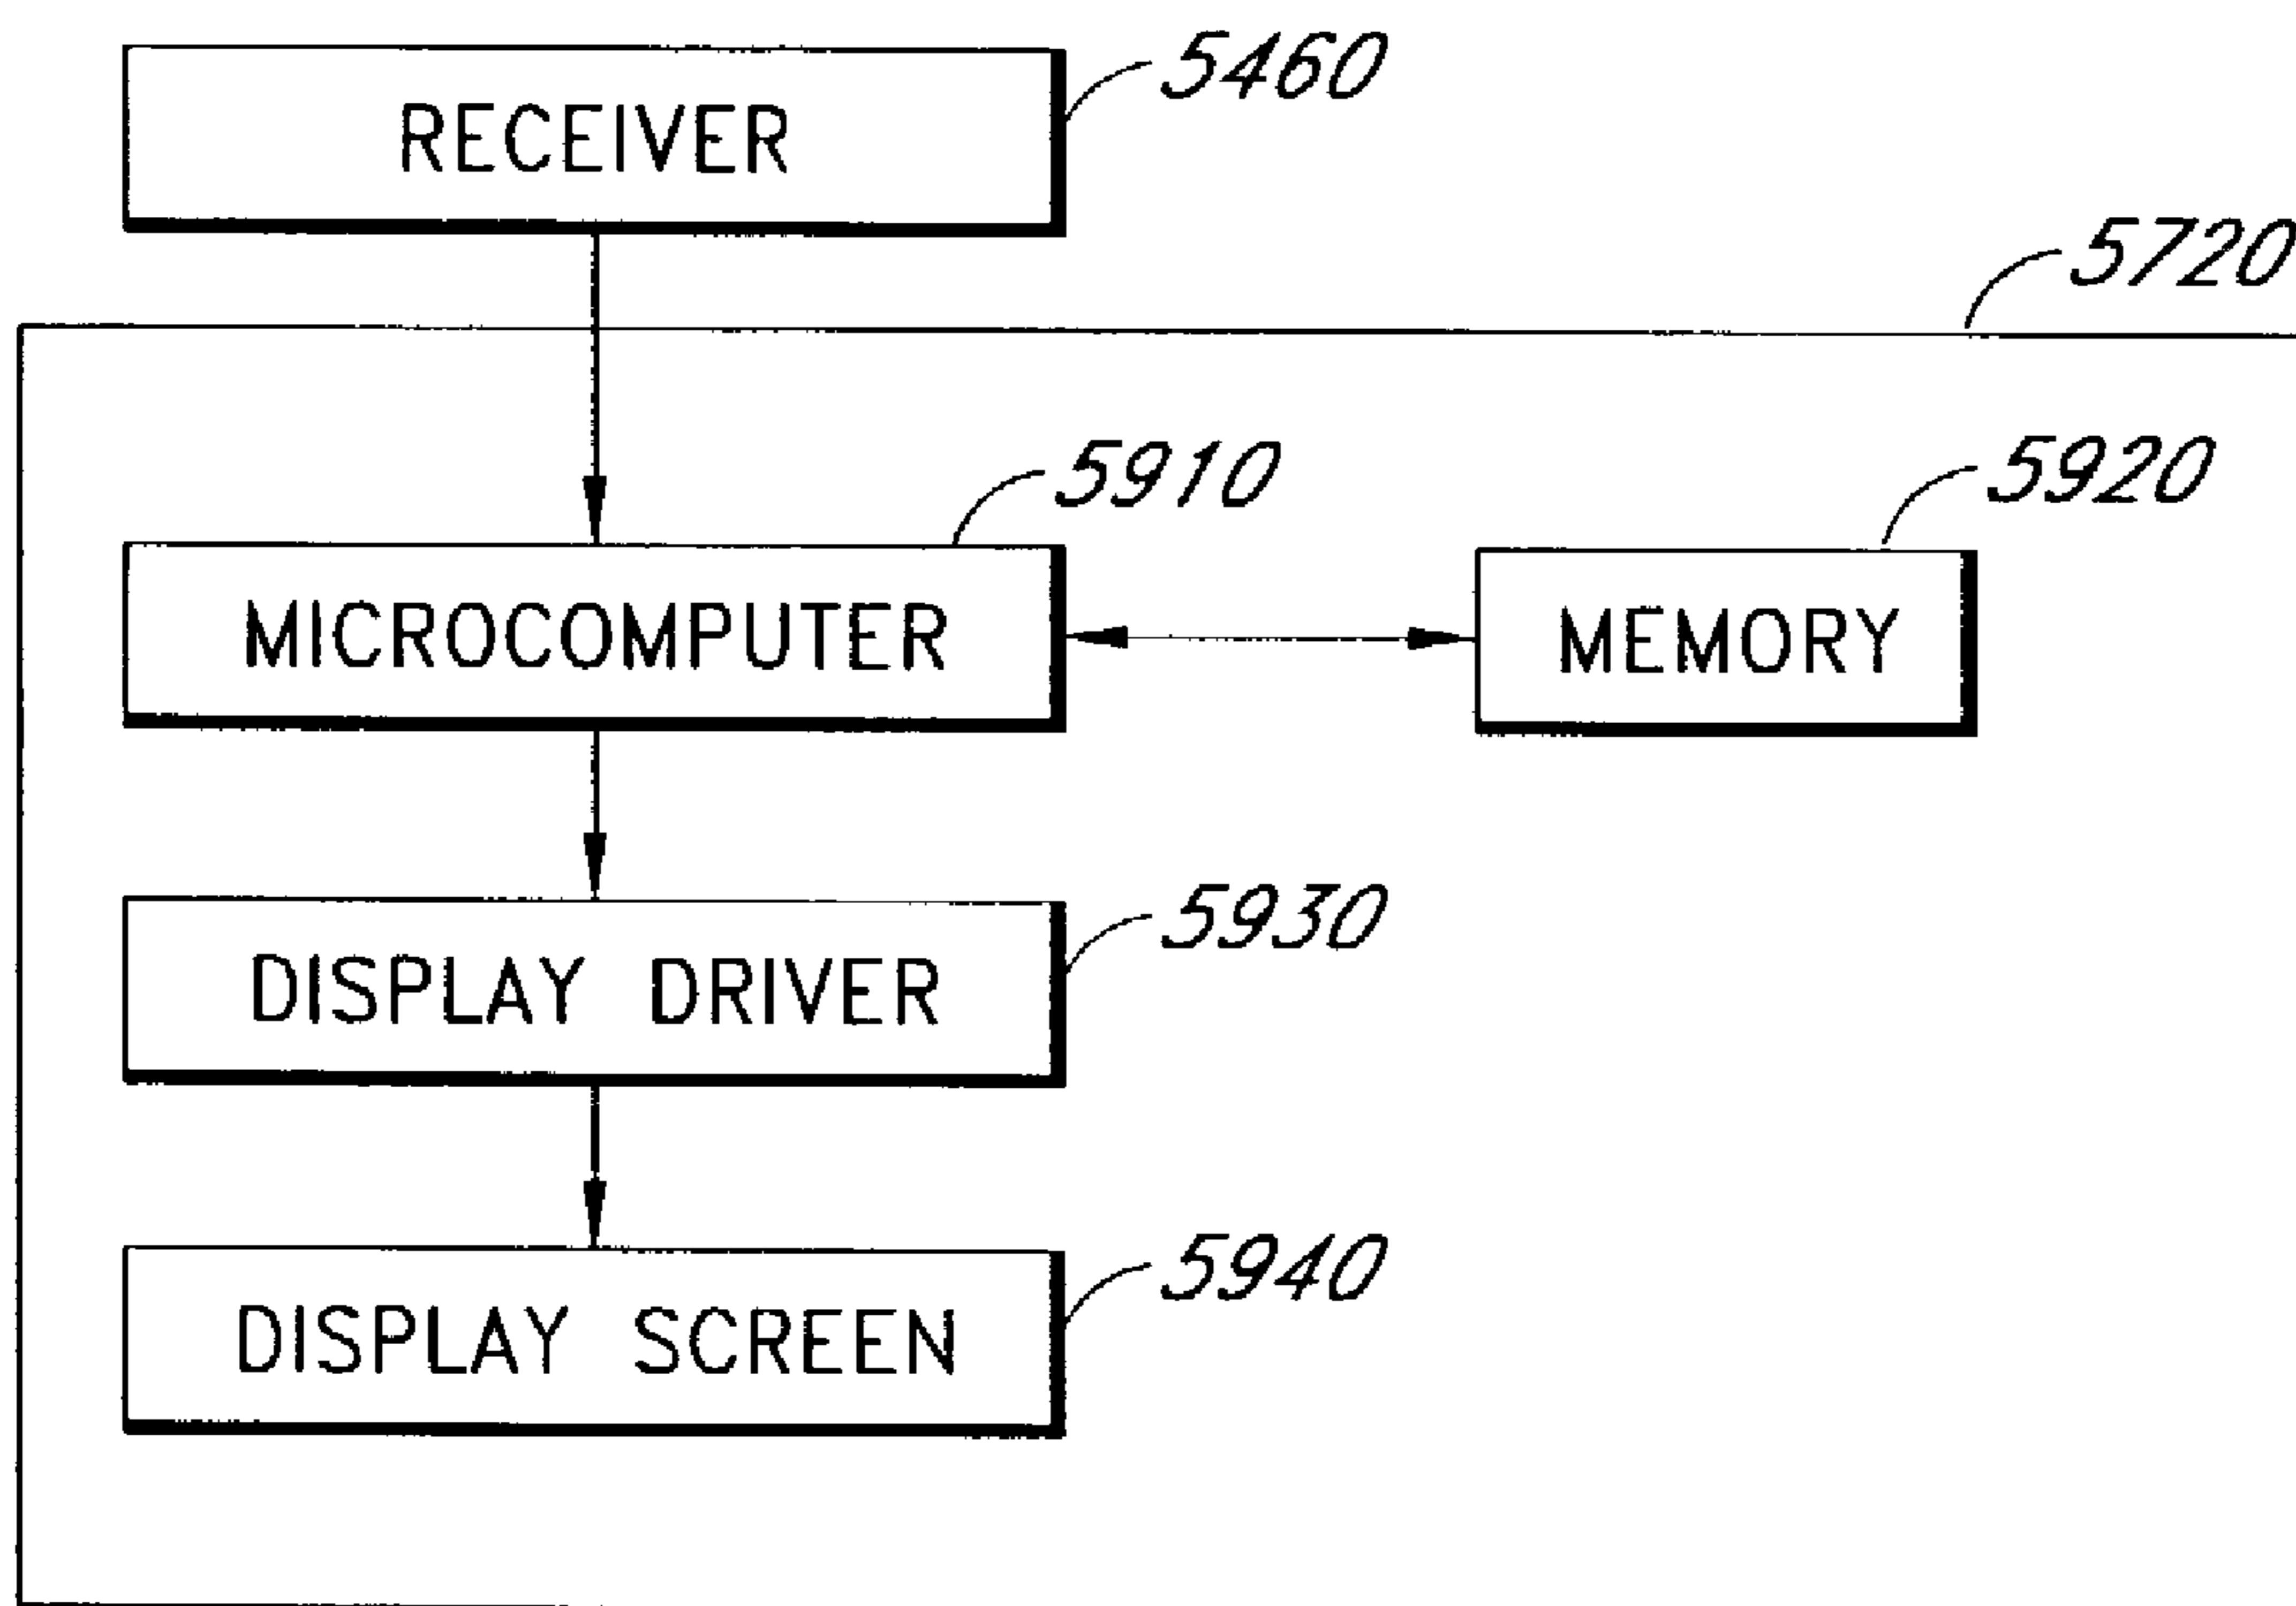 5460
RECEIVER
5720
5910
5920
MICROCOMPUTER
MEMORY
5930
DISPLAY DRIVER
5940
DISPLAY SCREEN